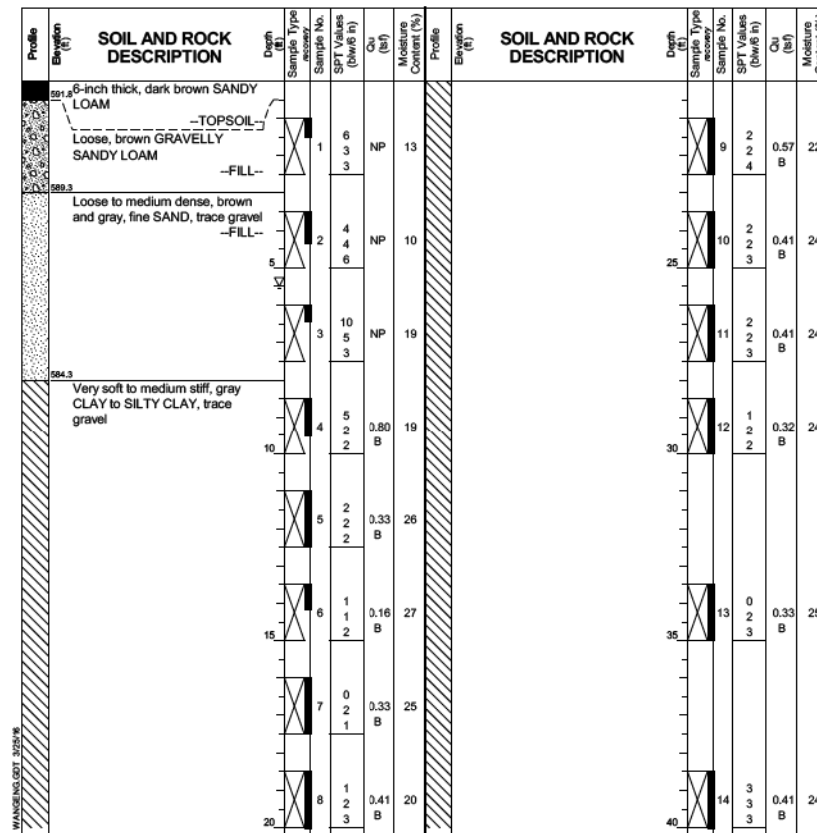 Profile
Elevation (ft)
SOIL AND ROCK
DESCRIPTION
Depth (ft)
Sample Type
recovery
Sample No.
SPT Values (blw/6 in)
Qu (tsf)
Moisture Content (%)
591.8 6-inch thick, dark brown SANDY
LOAM
--TOPSOIL--
Loose, brown GRAVELLY
SANDY LOAM
--FILL--
1 6 3 3 NP 13
589.3
Loose to medium dense, brown
and gray, fine SAND, trace gravel
--FILL--
2 4 4 6 NP 10
5
3 10 5 3 NP 19
584.3
Very soft to medium stiff, gray
CLAY to SILTY CLAY, trace
gravel
4 5 2 2 0.80 B 19
10
5 2 2 2 0.33 B 26
6 1 1 2 0.16 B 27
15
7 0 2 1 0.33 B 25
8 1 2 3 0.41 B 20
20
WANGENG.GDT 3/25/16
Profile
Elevation (ft)
SOIL AND ROCK
DESCRIPTION
Depth (ft)
Sample Type
recovery
Sample No.
SPT Values (blw/6 in)
Qu (tsf)
Moisture
9 2 2 4 0.57 B 22
10 2 2 3 0.41 B 24
25
11 2 2 3 0.41 B 24
12 1 2 2 0.32 B 24
30
13 0 2 3 0.33 B 25
35
14 3 3 3 0.41 B 24
40